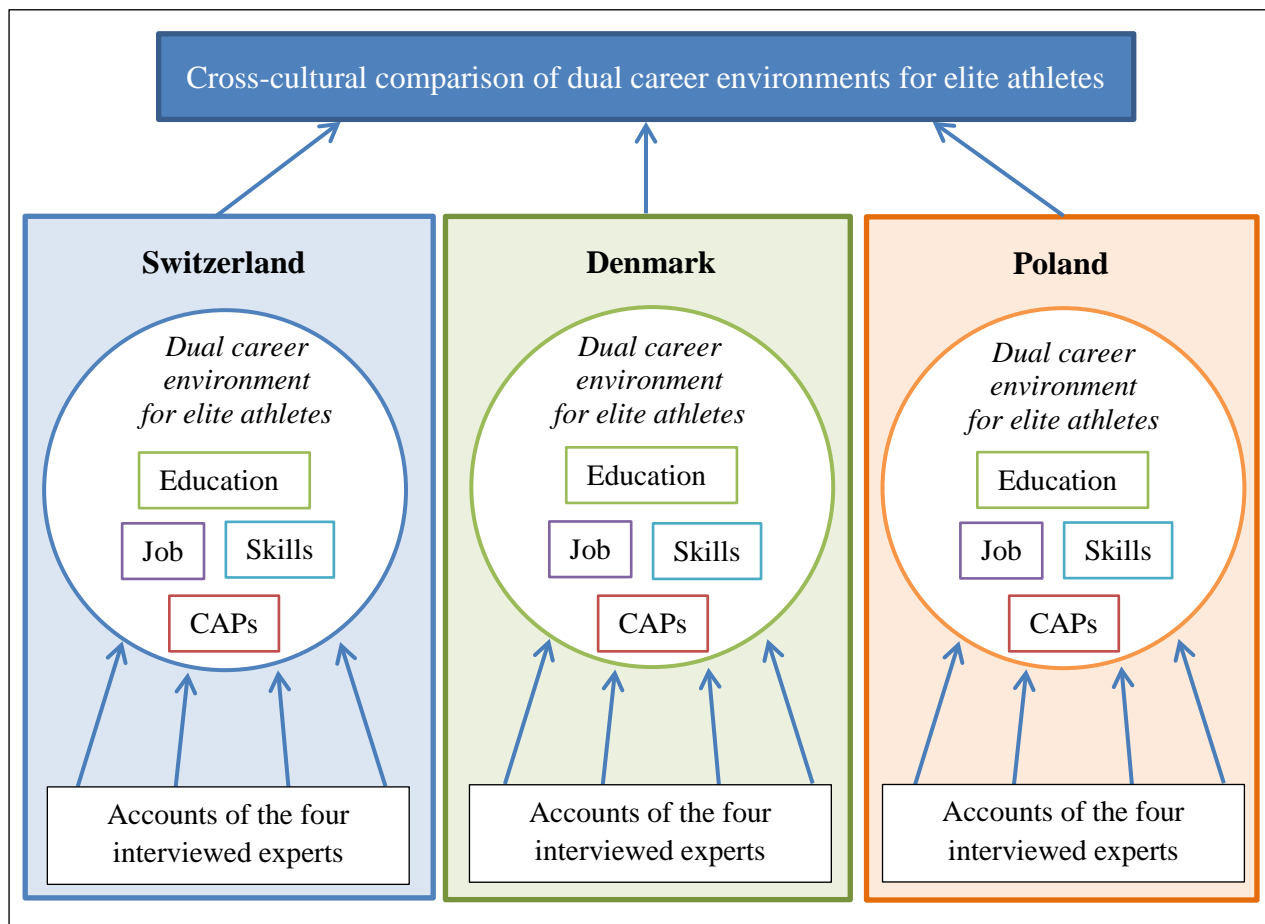 Cross-cultural comparison of dual career environments for elite athletes
Switzerland
Dual career
environment
for elite athletes
Education
Job
Skills
CAPs
Accounts of the four
interviewed experts
Denmark
Dual career
environment
for elite athletes
Education
Job
Skills
CAPs
Accounts of the four
interviewed experts
Poland
Dual career
environment
for elite athletes
Education
Job
Skills
CAPs
Accounts of the four
interviewed experts